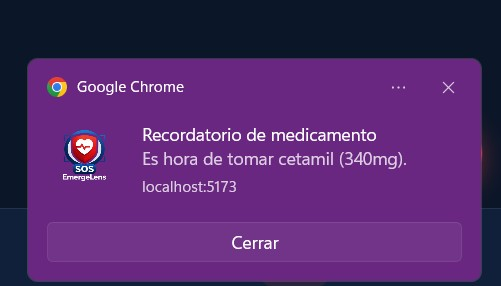 Google Chrome
Recordatorio de medicamento
Es hora de tomar cetamil (340mg).
SOS
EmergeLens
localhost:5173
Cerrar